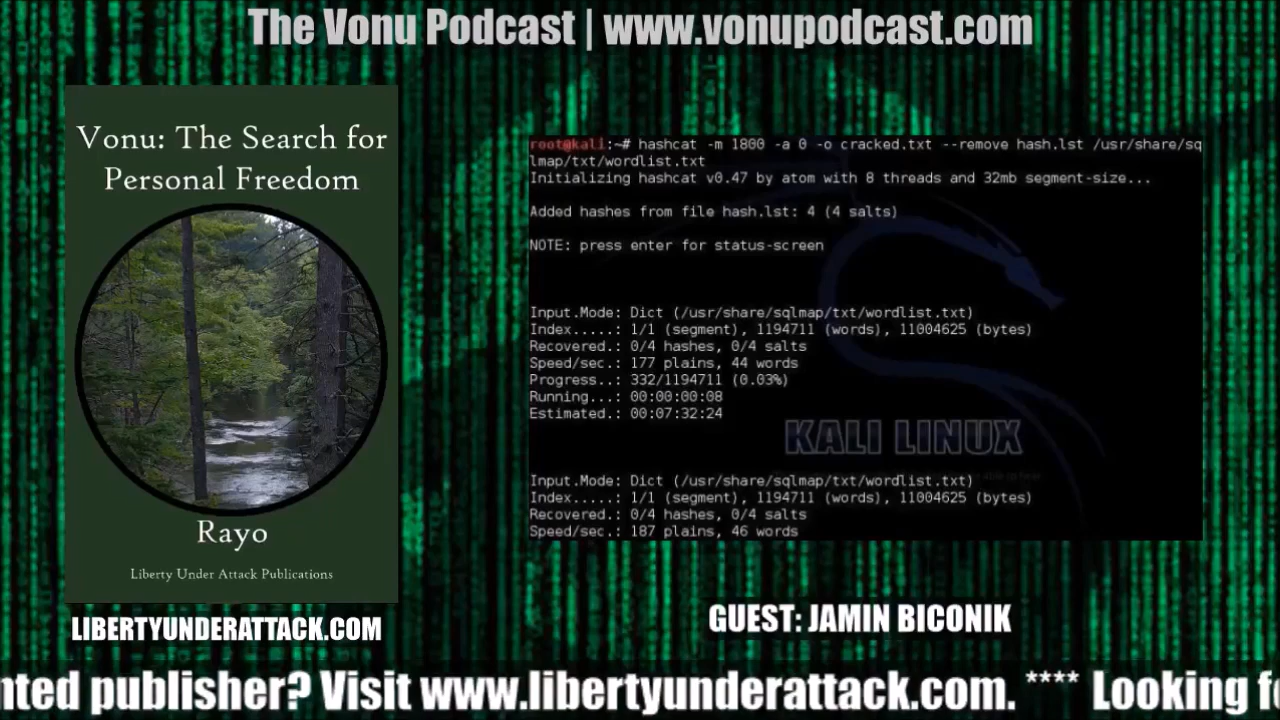 The Vonu Podcast | www.vonupodcast.com
Vonu: The Search for
Personal Freedom
Rayo
Liberty Under Attack Publications
LIBERTYUNDERATTACK.COM
root@kali:~# hashcat -m 1800 -a 0 -o cracked.txt --remove hash.lst /usr/share/sq
lmap/txt/wordlist.txt
Initializing hashcat v0.47 by atom with 8 threads and 32mb segment-size...
Added hashes from file hash.lst: 4 (4 salts)
NOTE: press enter for status-screen
Input.Mode: Dict (/usr/share/sqlmap/txt/wordlist.txt)
Index.....: 1/1 (segment), 1194711 (words), 11004625 (bytes)
Recovered.: 0/4 hashes, 0/4 salts
Speed/sec.: 177 plains, 44 words
Progress..: 332/1194711 (0.03%)
Running...: 00:00:00:08
Estimated.: 00:07:32:24
KALI LINUX
Input.Mode: Dict (/usr/share/sqlmap/txt/wordlist.txt)
Index.....: 1/1 (segment), 1194711 (words), 11004625 (bytes)
Recovered.: 0/4 hashes, 0/4 salts
Speed/sec.: 187 plains, 46 words
GUEST: JAMIN BICONIK
nted publisher? Visit www.libertyunderattack.com. **** Looking fo